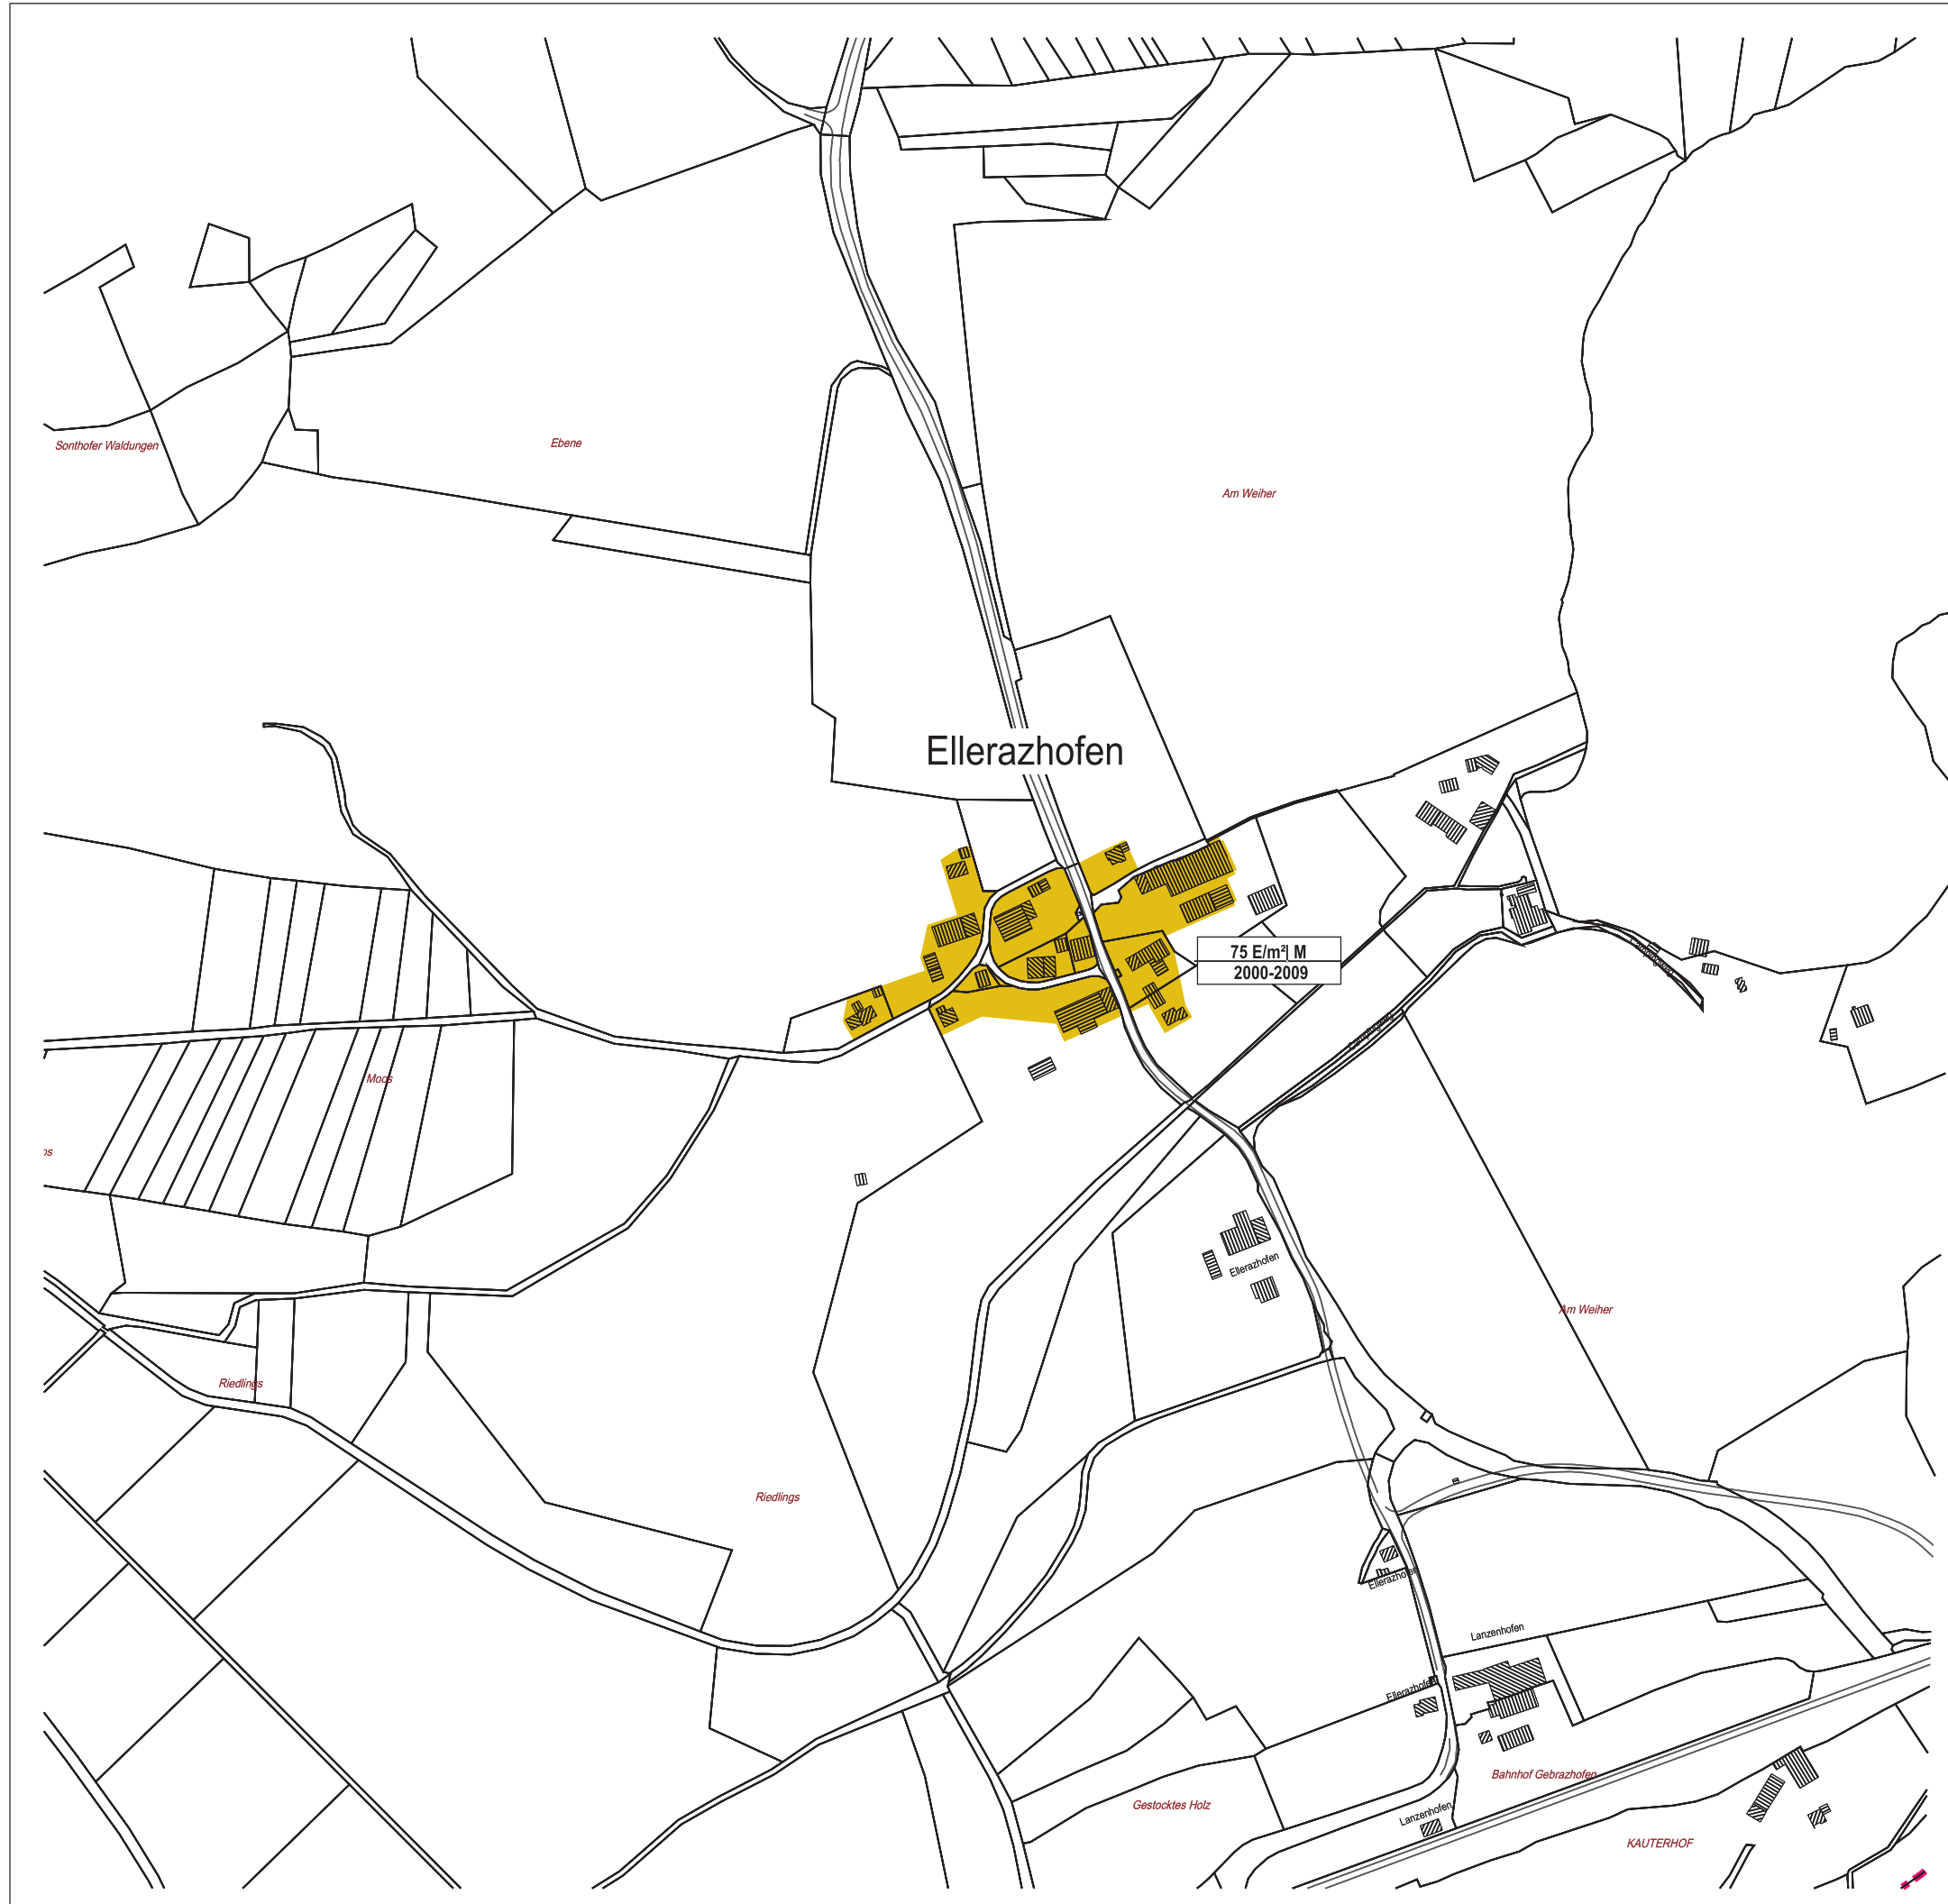 Sonthofer Waldungen
Ebene
Am Weiher
Ellerazhofen
75 E/m²| M
2000-2009
Moos
os
Ellerazhofen
Am Weiher
Riedlings
Riedlings
Ellerazhofen
Lanzenhofen
Ellerazhofen
Bahnhof Gebrazhofen
Gestocktes Holz
Lanzenhofen
KAUTERHOF